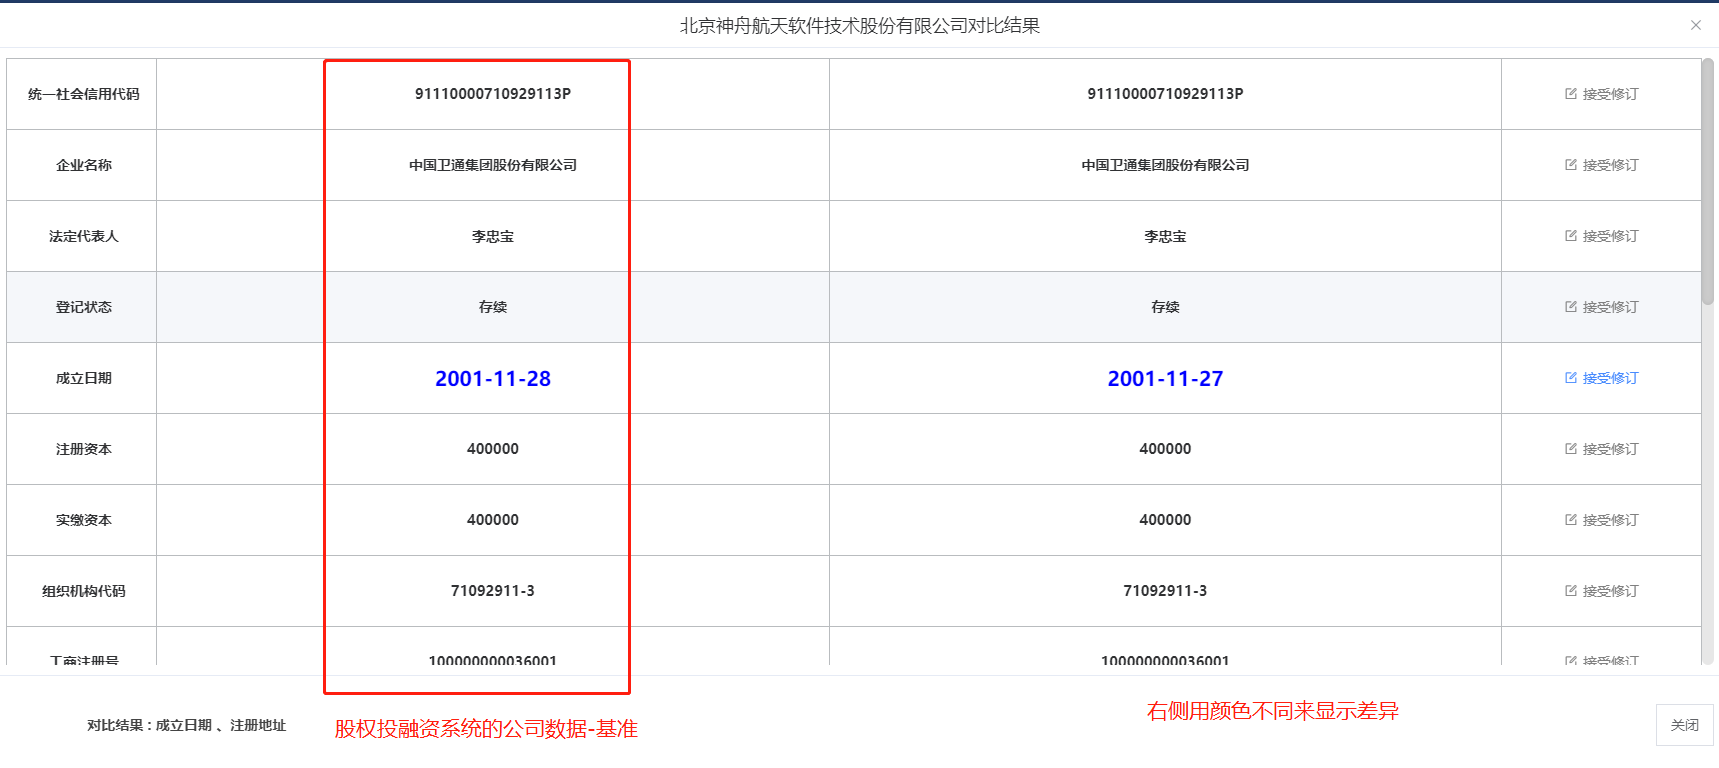 北京神舟航天软件技术股份有限公司对比结果
统一社会信用代码 91110000710929113P 91110000710929113P 接受修订
企业名称 中国卫通集团股份有限公司 中国卫通集团股份有限公司 接受修订
法定代表人 李忠宝 李忠宝 接受修订
登记状态 存续 存续 接受修订
成立日期 2001-11-28 2001-11-27 接受修订
注册资本 400000 400000 接受修订
实缴资本 400000 400000 接受修订
组织机构代码 71092911-3 71092911-3 接受修订
工商注册号 100000000036001 100000000036001 接受修订
对比结果 : 成立日期 、注册地址
股权投融资系统的公司数据-基准
右侧用颜色不同来显示差异
关闭